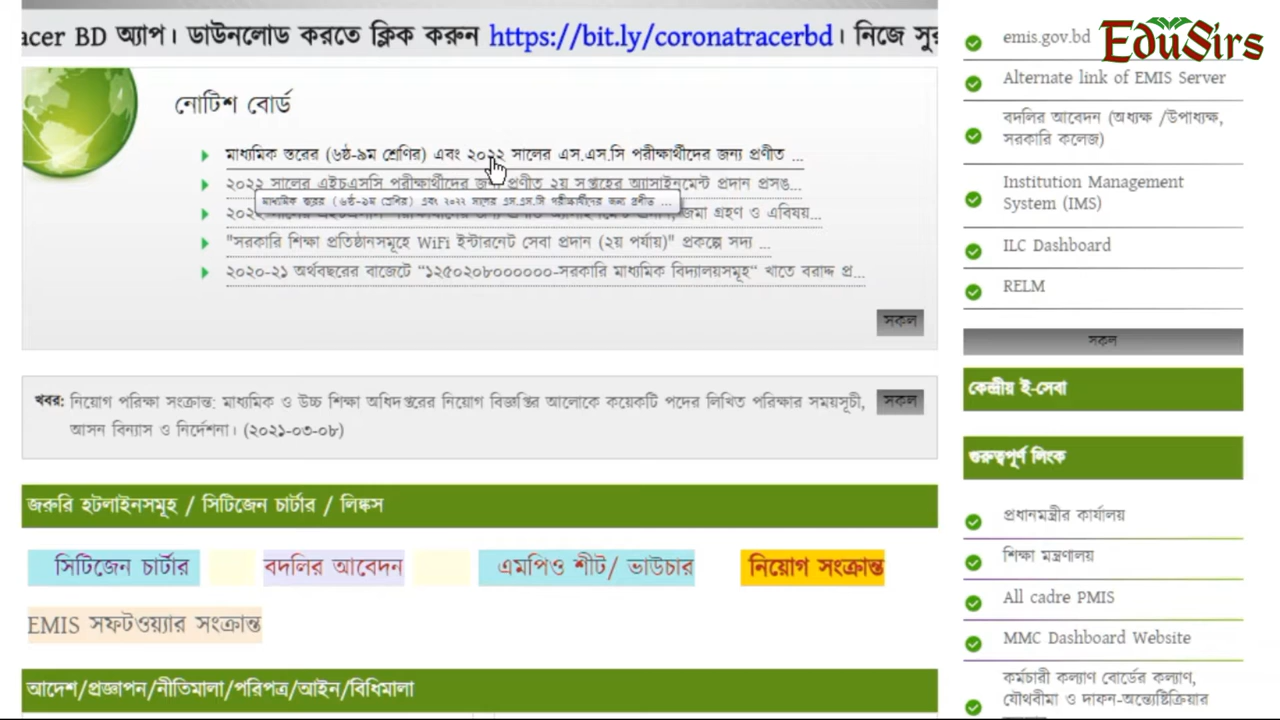 acer BD অ্যাপ। ডাউনলোড করতে ক্লিক করুন https://bit.ly/coronatracerbd। নিজে সুর
নোটিশ বোর্ড
মাধ্যমিক স্তরের (৬ষ্ঠ-৯ম শ্রেণির) এবং ২০২২ সালের এস.এস.সি পরীক্ষার্থীদের জন্য প্রণীত ...
২০২২ সালের এইচএসসি পরীক্ষার্থীদের জন্য প্রণীত ২য় সপ্তাহের অ্যাসাইনমেন্ট প্রদান প্রসঙ...
মাধ্যমিক স্তরের (৬ষ্ঠ-৯ম শ্রেণির) এবং ২০২২ সালের এস.এস.সি পরীক্ষার্থীদের জন্য প্রণীত ...
জমা গ্রহণ ও এবিষয়...
"সরকারি শিক্ষা প্রতিষ্ঠানসমূহে WiFi ইন্টারনেট সেবা প্রদান (২য় পর্যায়)" প্রকল্পে সদ্য ...
২০২০-২১ অর্থবছরের বাজেটে “১২৫০২০৮০০০০০০-সরকারি মাধ্যমিক বিদ্যালয়সমূহ“ খাতে বরাদ্দ প্র...
সকল
খবর: নিয়োগ পরিক্ষা সংক্রান্ত: মাধ্যমিক ও উচ্চ শিক্ষা অধিদপ্তরের নিয়োগ বিজ্ঞপ্তির আলোকে কয়েকটি পদের লিখিত পরিক্ষার সময়সূচী,
আসন বিন্যাস ও নির্দেশনা। (২০২১-০৩-০৮)
সকল
জরুরি হটলাইনসমূহ / সিটিজেন চার্টার / লিঙ্কস
সিটিজেন চার্টার বদলির আবেদন এমপিও শীট/ ভাউচার নিয়োগ সংক্রান্ত
EMIS সফটওয়্যার সংক্রান্ত
আদেশ/প্রজ্ঞাপন/নীতিমালা/পরিপত্র/আইন/বিধিমালা
EduSirs
emis.gov.bd
Alternate link of EMIS Server
বদলির আবেদন (অধ্যক্ষ /উপাধ্যক্ষ,
সরকারি কলেজ)
Institution Management
System (IMS)
ILC Dashboard
RELM
সকল
কেন্দ্রীয় ই-সেবা
গুরুত্বপূর্ণ লিংক
প্রধানমন্ত্রীর কার্যালয়
শিক্ষা মন্ত্রণালয়
All cadre PMIS
MMC Dashboard Website
কর্মচারী কল্যাণ বোর্ডের কল্যাণ,
যৌথবীমা ও দাফন-অন্ত্যেষ্টিক্রিয়ার